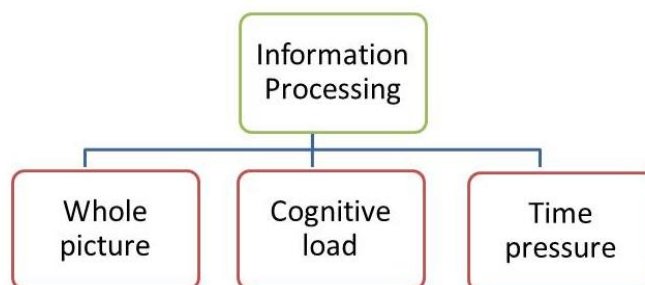 Information
Processing
Whole
picture
Cognitive
load
Time
pressure